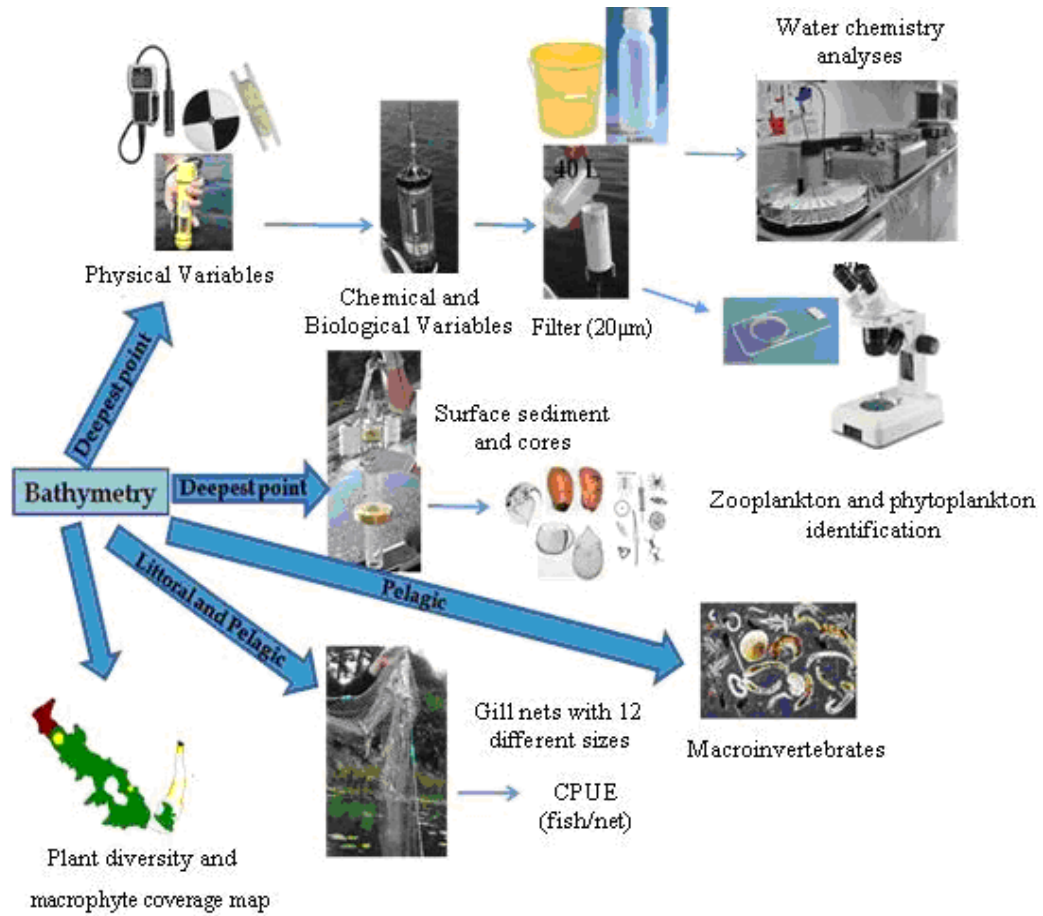 Water chemistry
analyses
40 L
Physical Variables
Chemical and
Biological Variables
Filter (20µm)
Deepest point
Surface sediment
and cores
Bathymetry
Deepest point
Zooplankton and phytoplankton
identification
Littoral and Pelagic
Pelagic
Gill nets with 12
different sizes
Macroinvertebrates
CPUE
(fish/net)
Plant diversity and
macrophyte coverage map